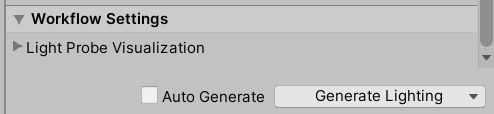 Workflow Settings
Light Probe Visualization
Auto Generate Generate Lighting